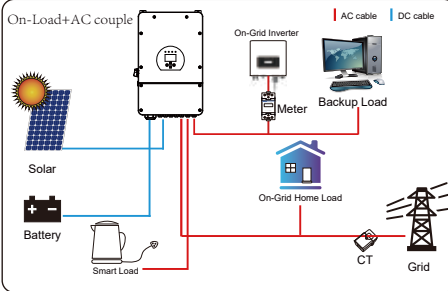 On-Load+AC couple
AC cable
DC cable
On-Grid Inverter
Meter
Backup Load
Solar
On-Grid Home Load
Battery
Smart Load
CT
Grid